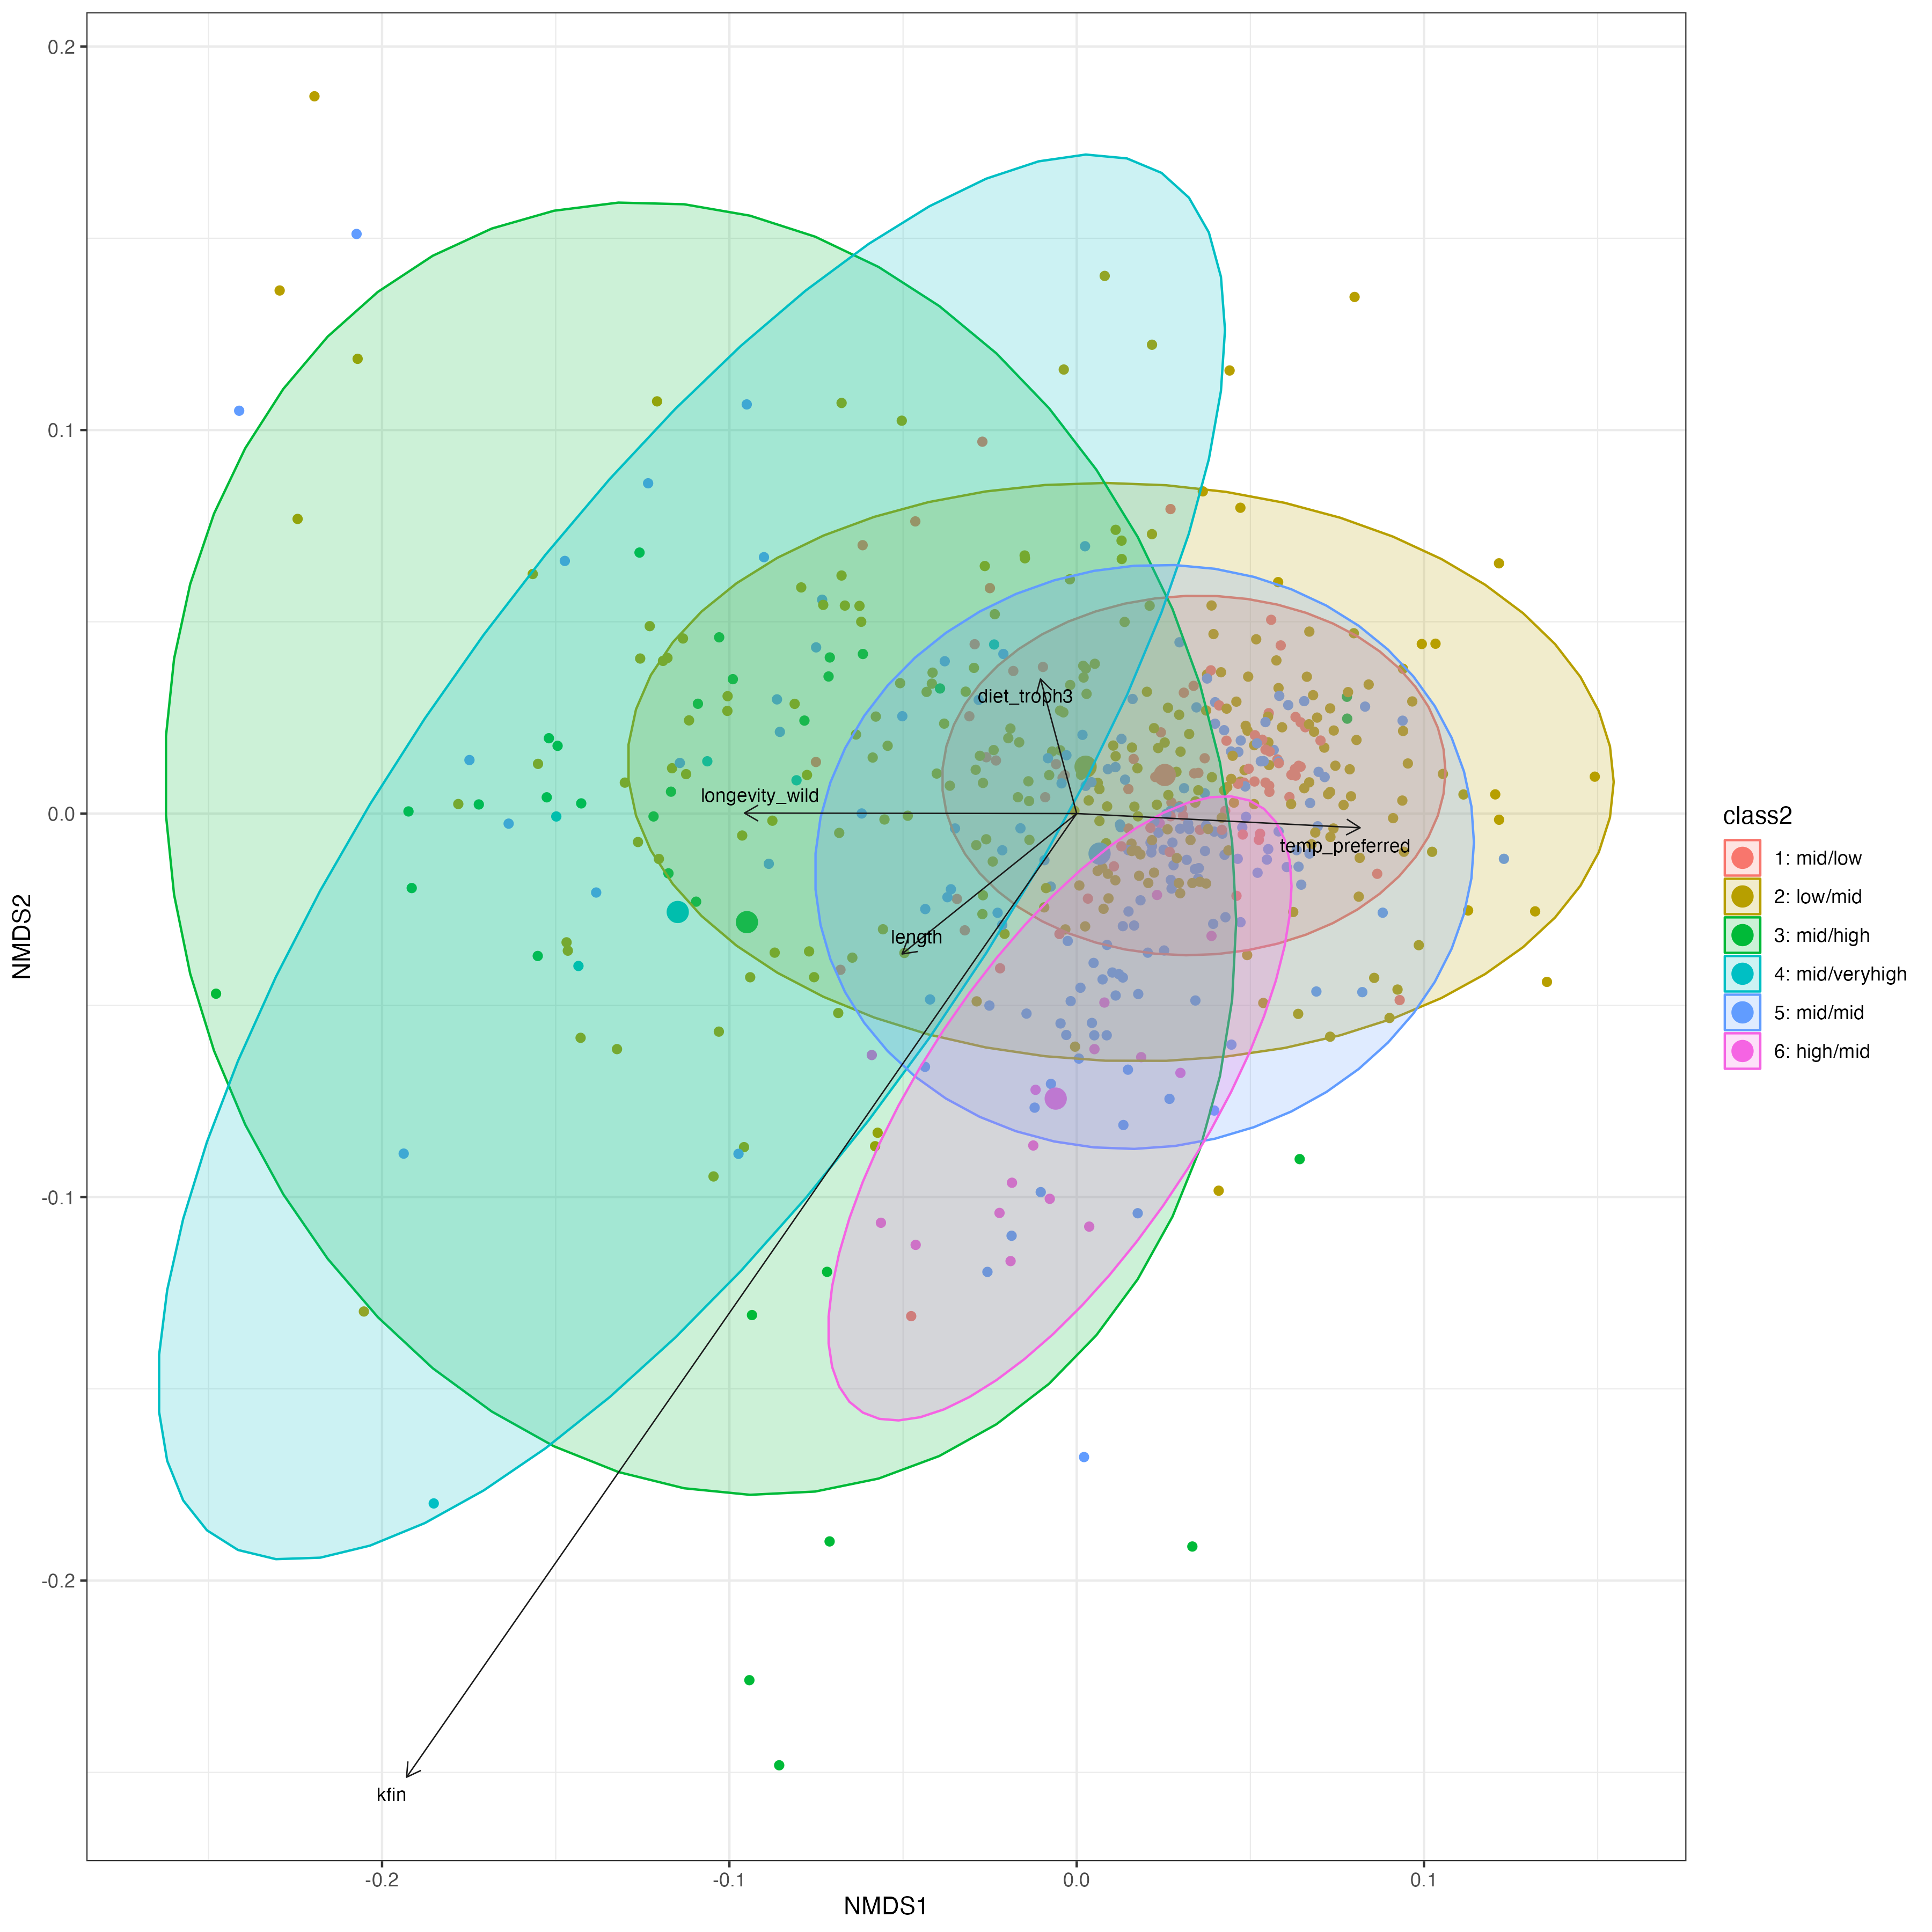 0.2
0.1
0.0
-0.1
-0.2
NMDS2
diet_troph3
longevity_wild
temp_preferred
length
kfin
-0.2
-0.1
0.0
0.1
NMDS1
class2
1: mid/low
2: low/mid
3: mid/high
4: mid/veryhigh
5: mid/mid
6: high/mid